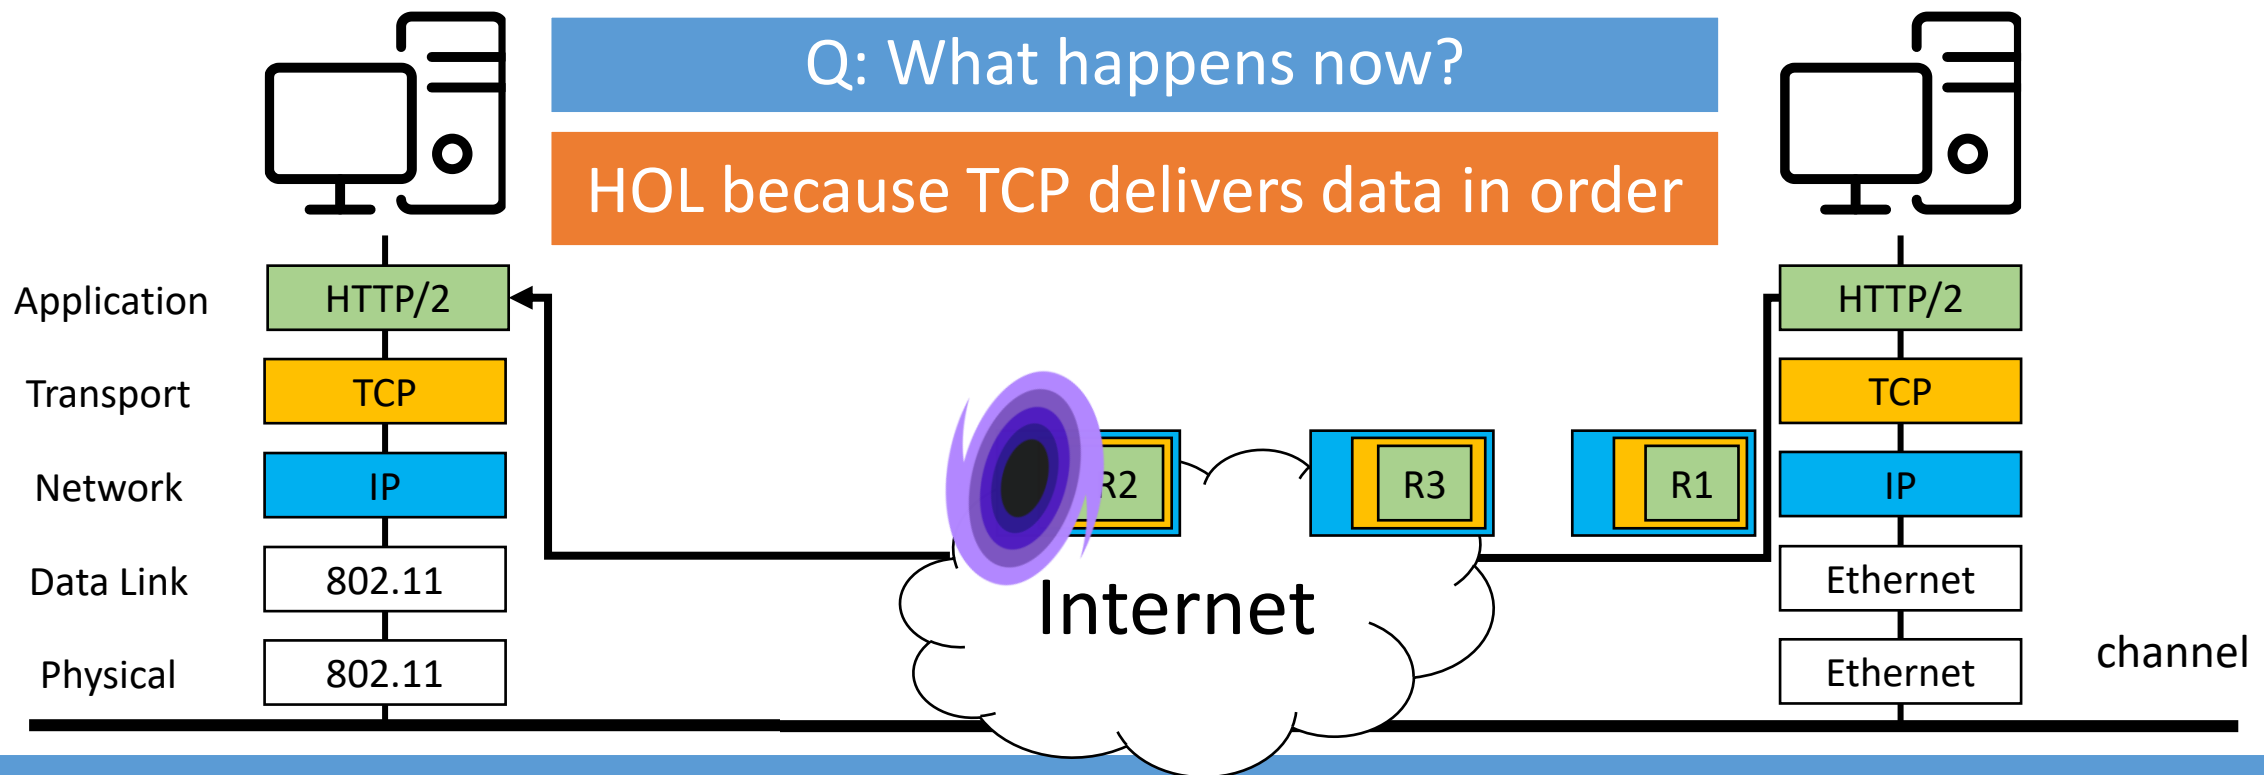 Q: What happens now?
HOL because TCP delivers data in order
Application
HTTP/2
HTTP/2
Transport
TCP
TCP
R2
R3
R1
Network
IP
IP
Data Link
802.11
Ethernet
Internet
Physical
802.11
Ethernet
channel